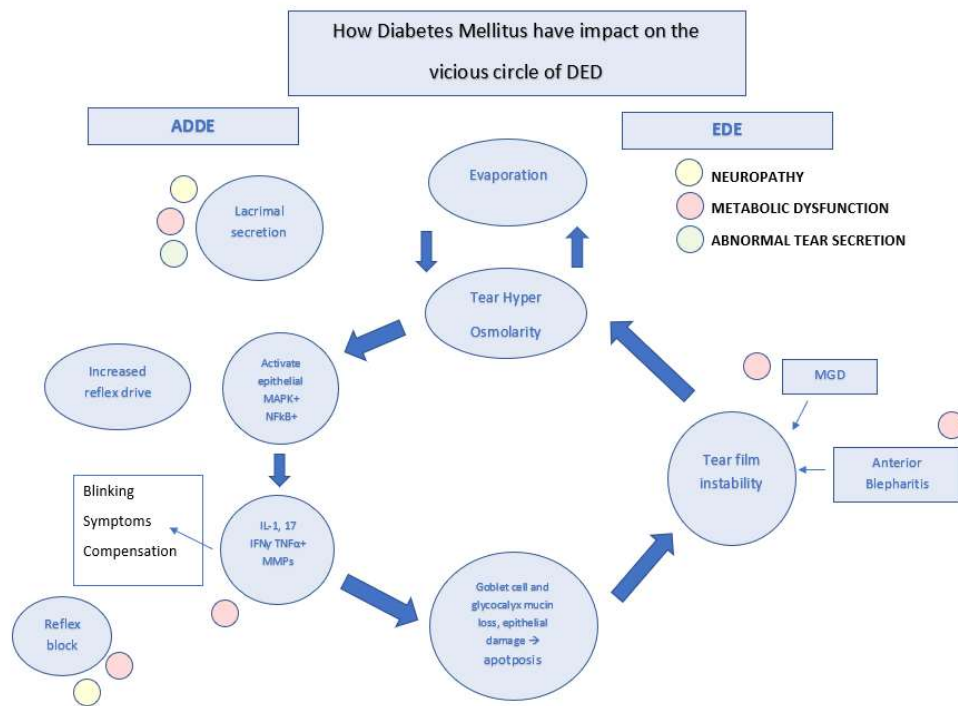 How Diabetes Mellitus have impact on the
vicious circle of DED
ADDE
EDE
NEUROPATHY
METABOLIC DYSFUNCTION
ABNORMAL TEAR SECRETION
Evaporation
Lacrimal
secretion
Tear Hyper
Osmolarity
Increased
reflex drive
Activate
epithelial
MAPK+
NFkB+
MGD
Tear film
instability
Anterior
Blepharitis
Blinking
Symptoms
Compensation
IL-1, 17
IFNγ TNFα+
MMPs
Goblet cell and
glycocalyx mucin
loss, epithelial
damage →
apotposis
Reflex
block